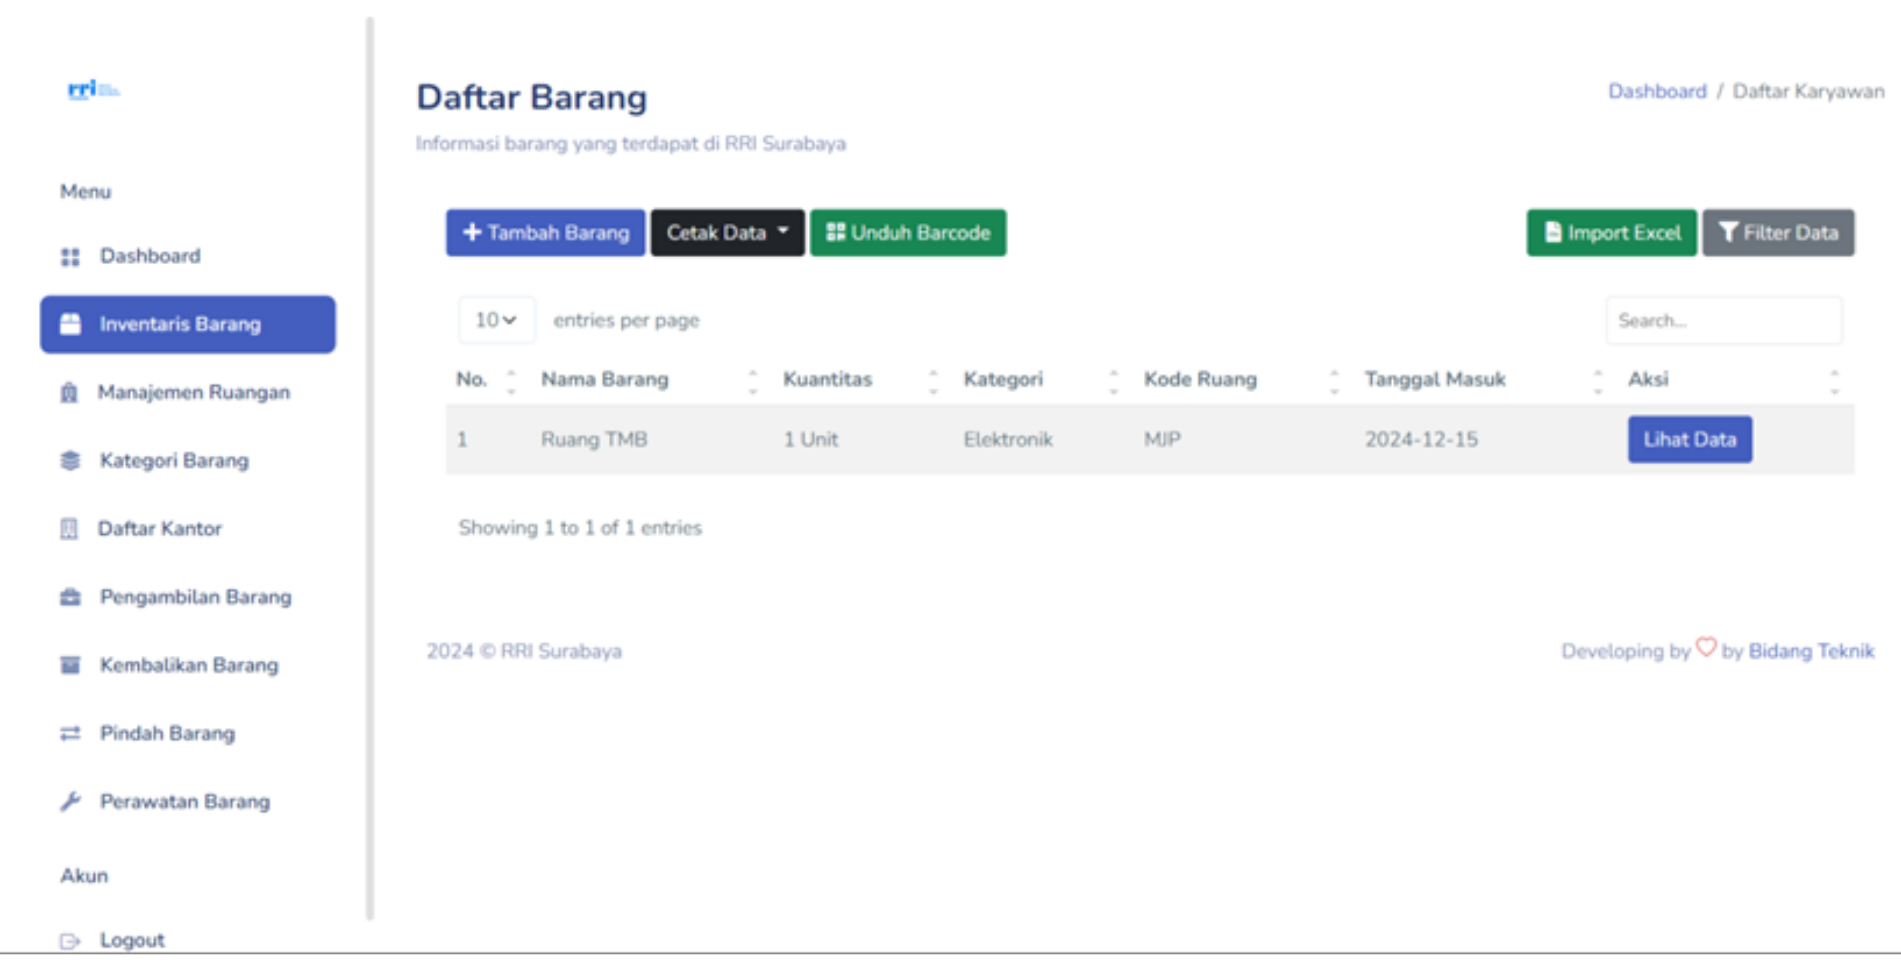 rri
Menu
Dashboard
Inventaris Barang
Manajemen Ruangan
Kategori Barang
Daftar Kantor
Pengambilan Barang
Kembalikan Barang
Pindah Barang
Perawatan Barang
Akun
Logout
Daftar Barang
Dashboard / Daftar Karyawan
Informasi barang yang terdapat di RRI Surabaya
+ Tambah Barang Cetak Data Unduh Barcode Import Excel Filter Data
10 entries per page Search...
No. Nama Barang Kuantitas Kategori Kode Ruang Tanggal Masuk Aksi
1 Ruang TMB 1 Unit Elektronik MJP 2024-12-15 Lihat Data
Showing 1 to 1 of 1 entries
2024 © RRI Surabaya Developing by ♡ by Bidang Teknik